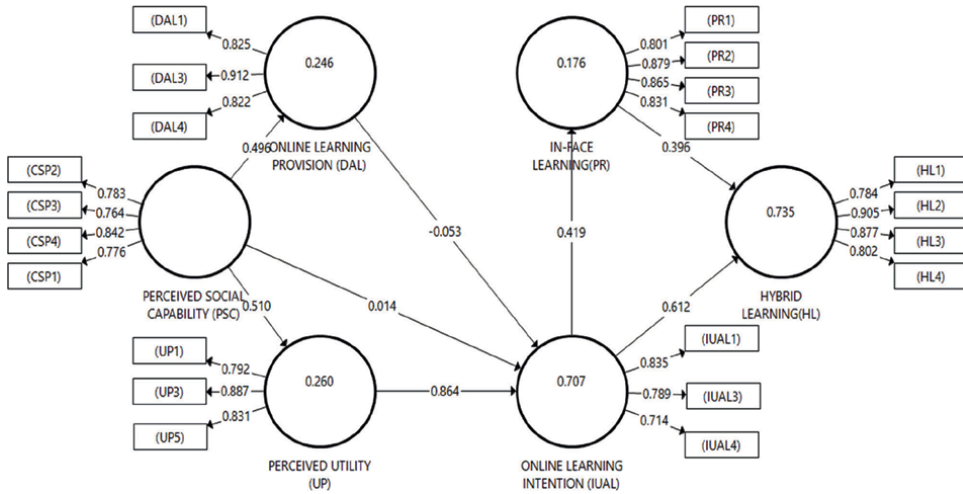 (DAL1)
0.825
(DAL3)
0.912
(DAL4)
0.822
0.246
ONLINE LEARNING
PROVISION (DAL)
0.496
(PR1)
(PR2)
(PR3)
(PR4)
0.801
0.879
0.865
0.831
0.176
IN-FACE
LEARNING(PR)
0.396
(CSP2)
(CSP3)
(CSP4)
(CSP1)
0.783
0.764
0.842
0.776
PERCEIVED SOCIAL
CAPABILITY (PSC)
0.510
0.014
-0.053
0.419
0.735
HYBRID
LEARNING(HL)
0.784
0.905
0.877
0.802
(HL1)
(HL2)
(HL3)
(HL4)
0.612
(UP1)
(UP3)
(UP5)
0.792
0.887
0.831
0.260
PERCEIVED UTILITY
(UP)
0.864
0.707
ONLINE LEARNING
INTENTION (IUAL)
0.835
0.789
0.714
(IUAL1)
(IUAL3)
(IUAL4)